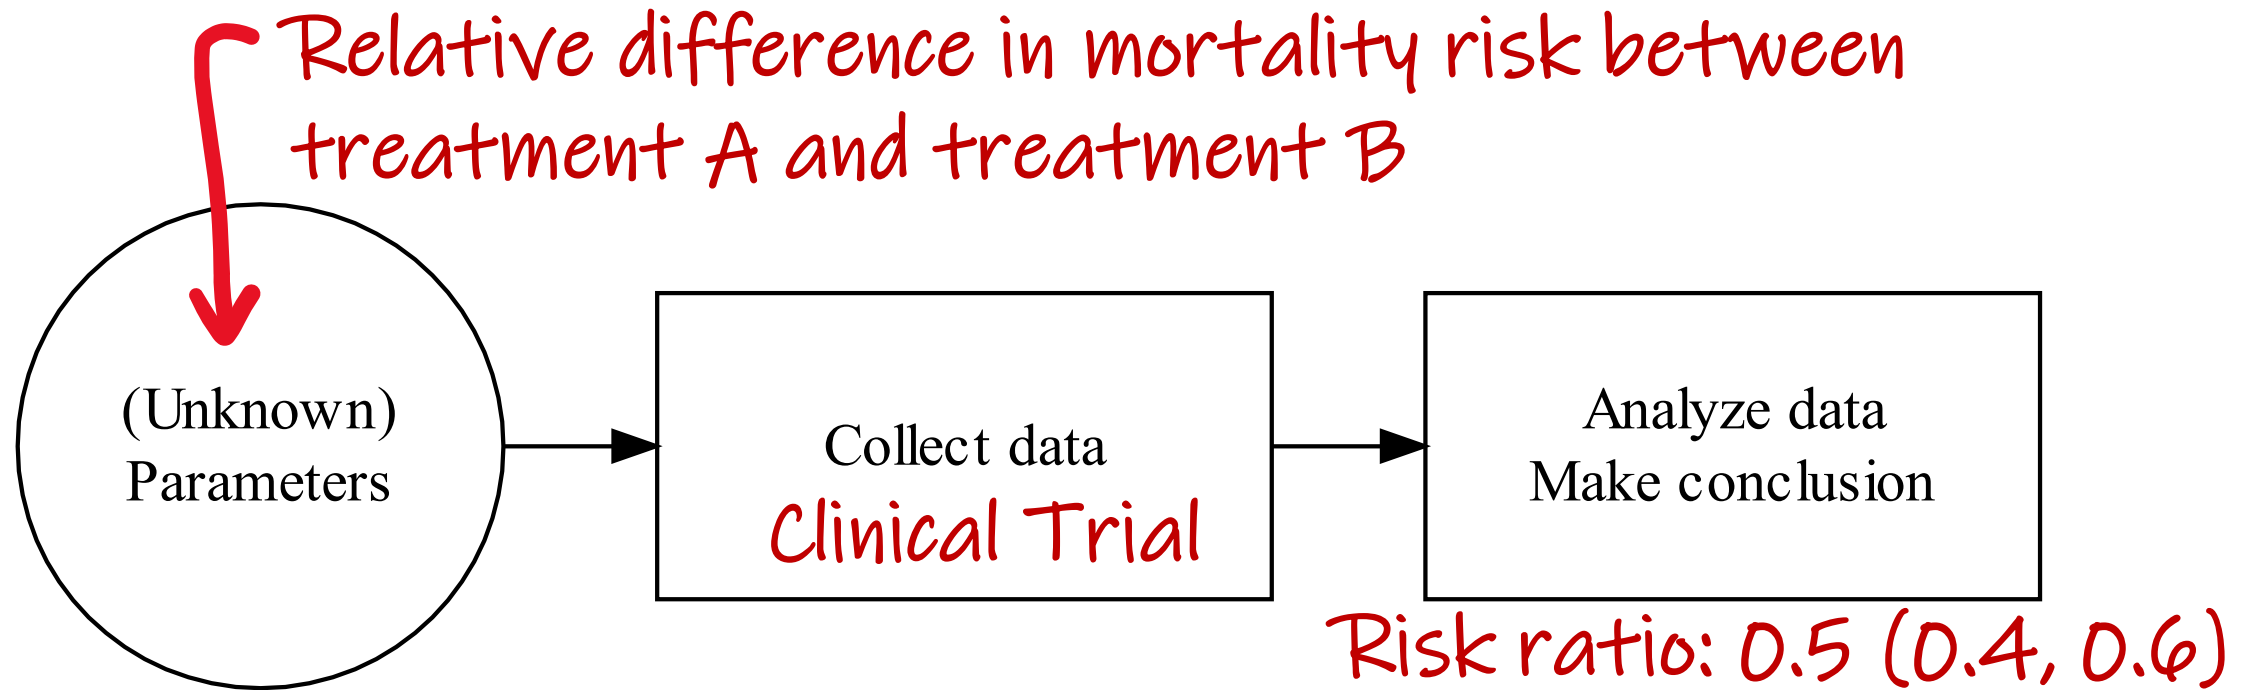 Relative difference in mortality risk between
treatment A and treatment B
(Unknown)
Parameters
Collect data
Clinical Trial
Analyze data
Make conclusion
Risk ratio: 0.5 (0.4, 0.6)